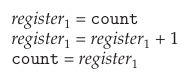 register₁ = count
register₁ = register₁ + 1
count = register₁